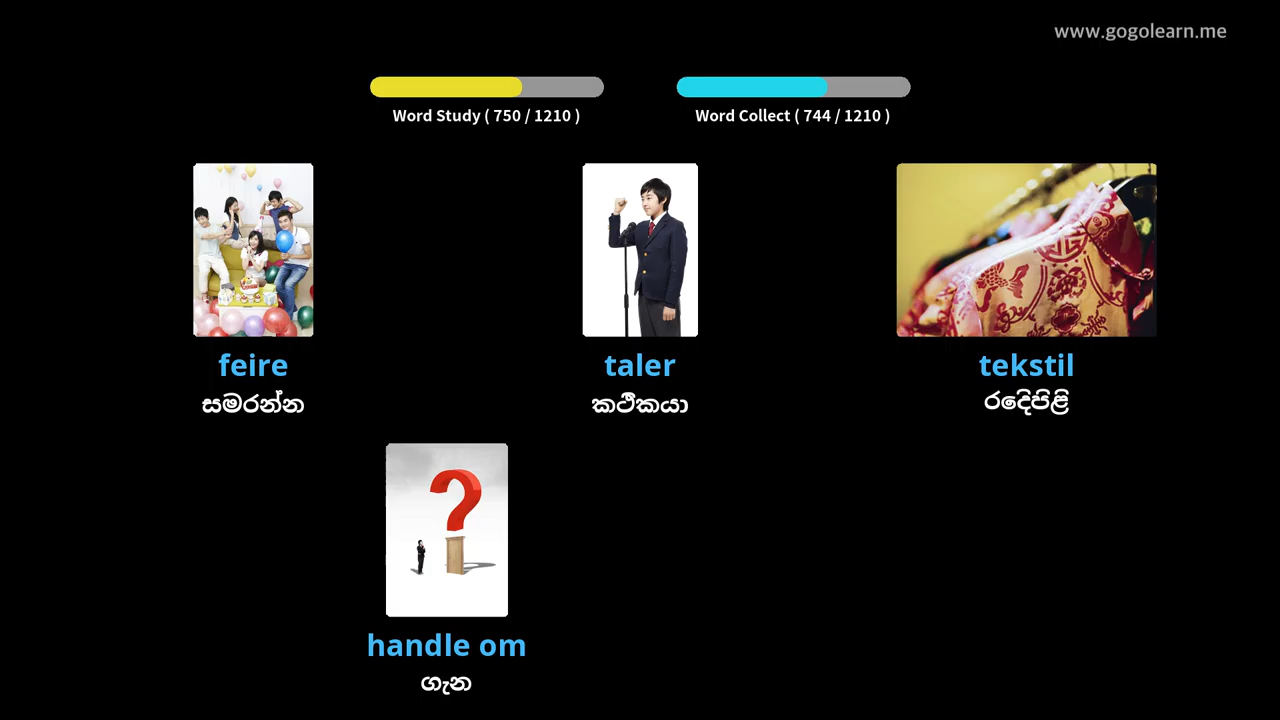 www.gogolearn.me
Word Study ( 750 / 1210 )
Word Collect ( 744 / 1210 )
feire
taler
tekstil
සමරන්න
කථිකයා
රෙදිපිළි
handle om
ගැන